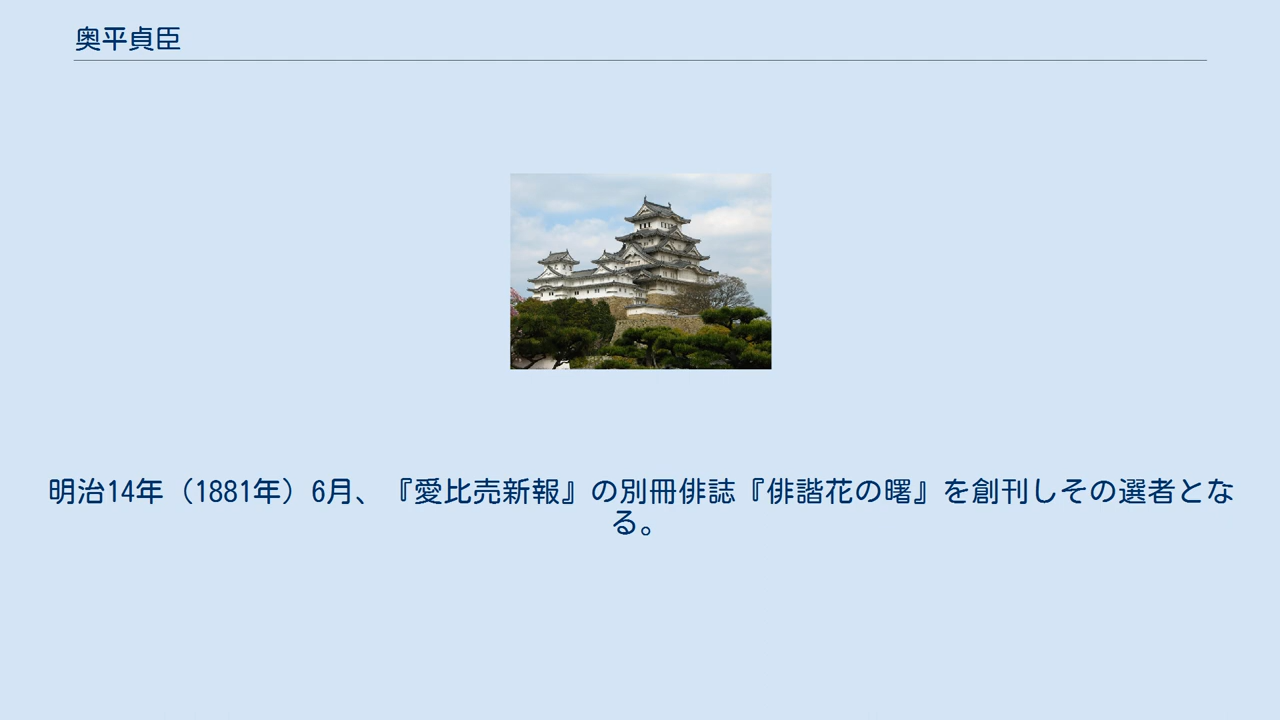 奥平貞臣
明治14年（1881年）6月、『愛比売新報』の別冊俳誌『俳諧花の曙』を創刊しその選者とな
る。